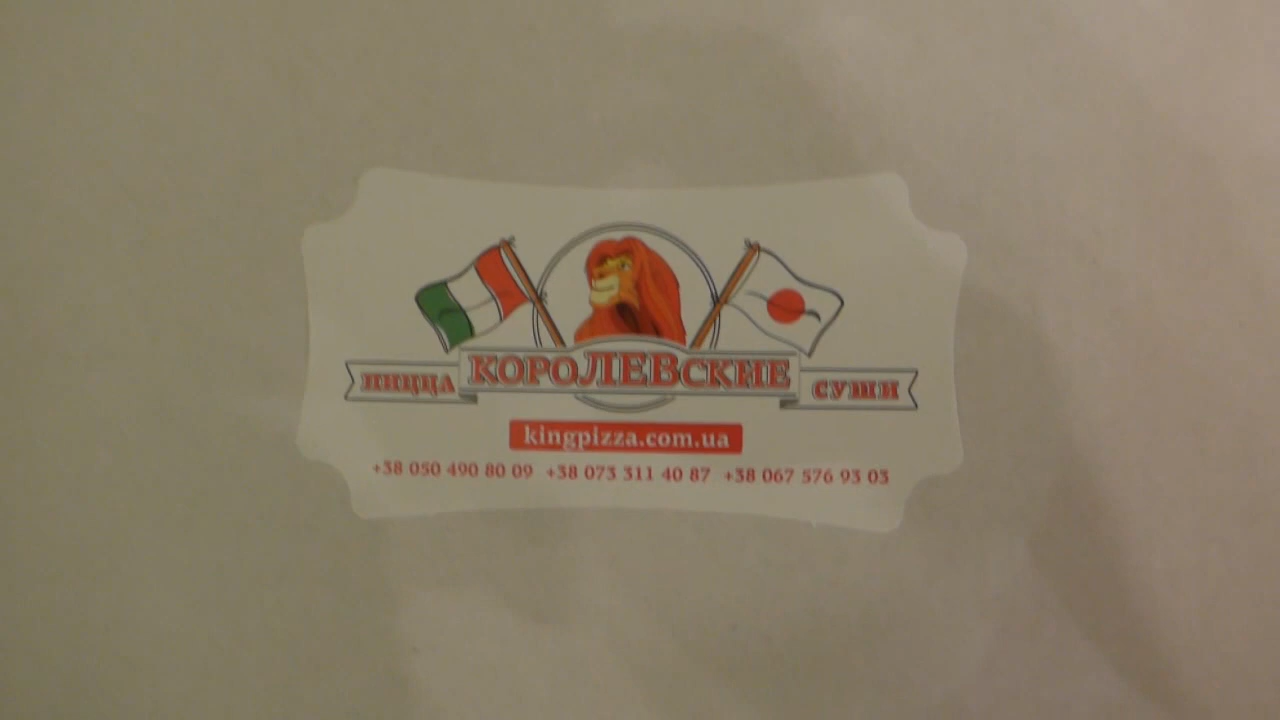 пицца КОРОЛЕВСКИЕ суши
kingpizza.com.ua
+38 050 490 80 09 +38 073 311 40 87 +38 067 576 93 03